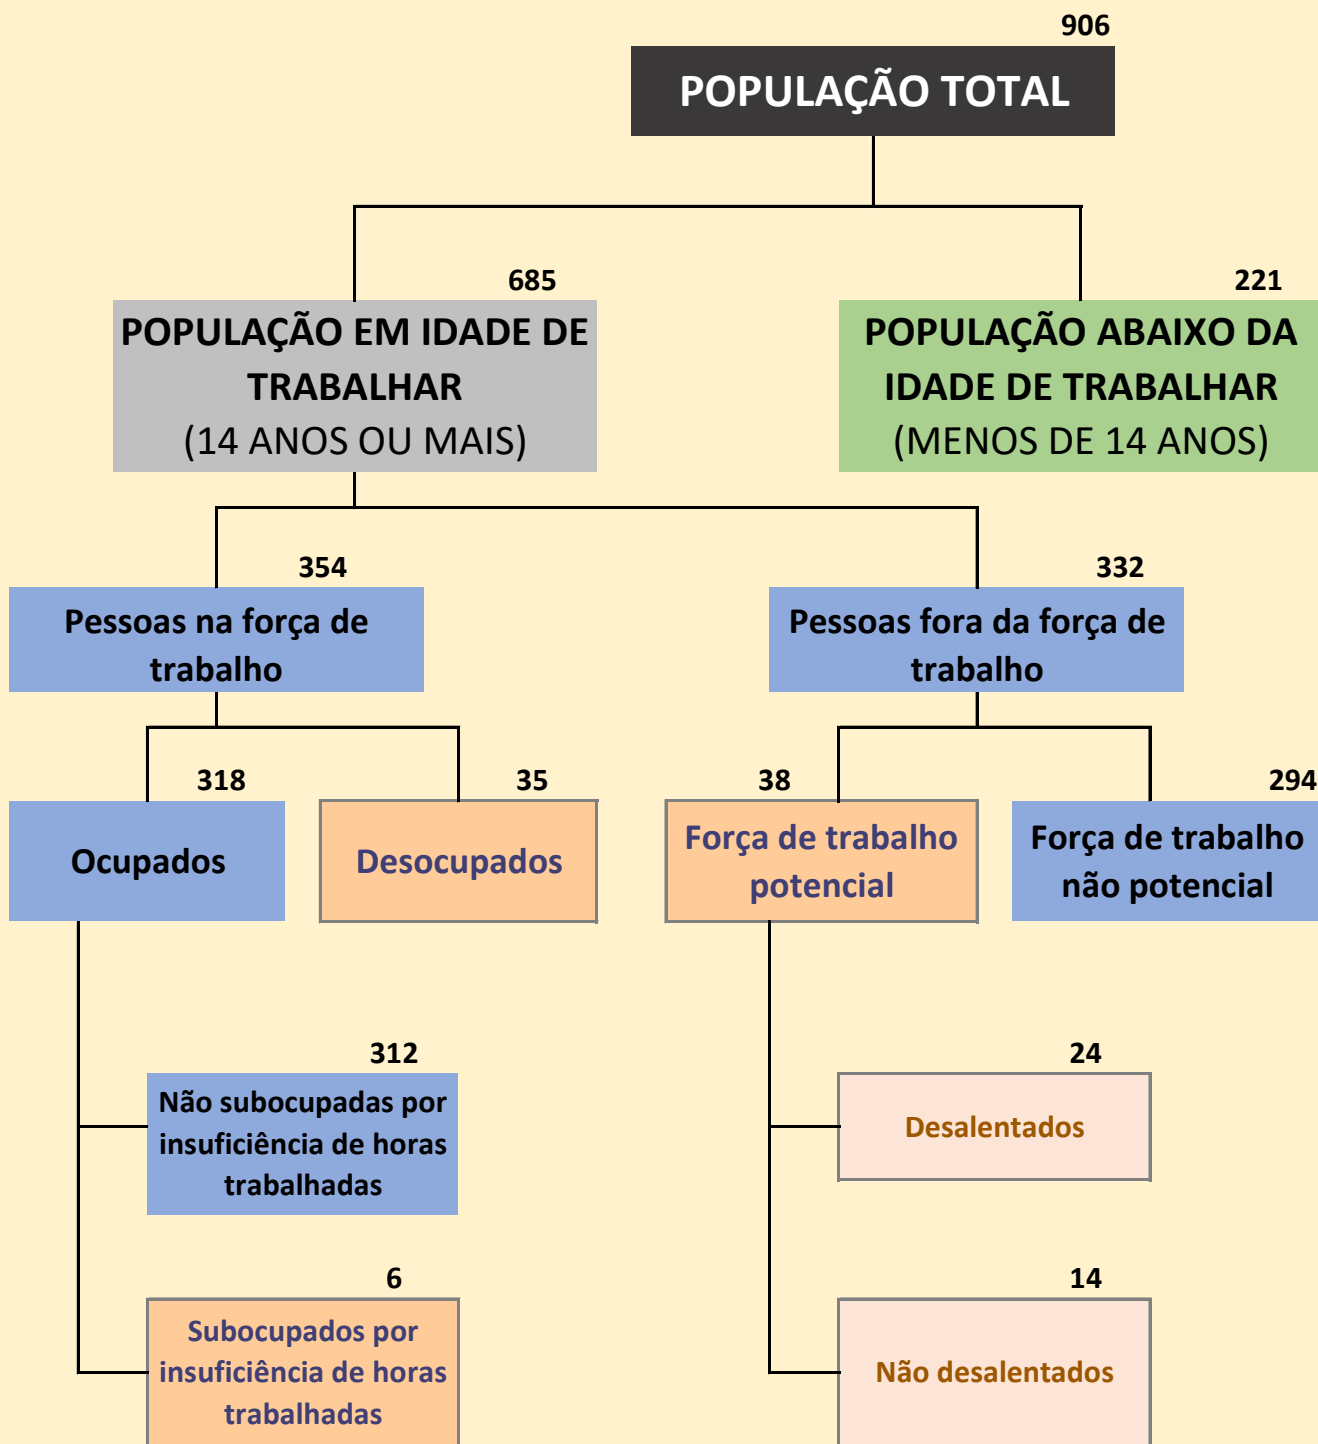 906
POPULAÇÃO TOTAL
685
POPULAÇÃO EM IDADE DE
TRABALHAR
(14 ANOS OU MAIS)
221
POPULAÇÃO ABAIXO DA
IDADE DE TRABALHAR
(MENOS DE 14 ANOS)
354
Pessoas na força de
trabalho
332
Pessoas fora da força de
trabalho
318
Ocupados
35
Desocupados
38
Força de trabalho
potencial
294
Força de trabalho
não potencial
312
Não subocupadas por
insuficiência de horas
trabalhadas
24
Desalentados
6
Subocupados por
insuficiência de horas
trabalhadas
14
Não desalentados